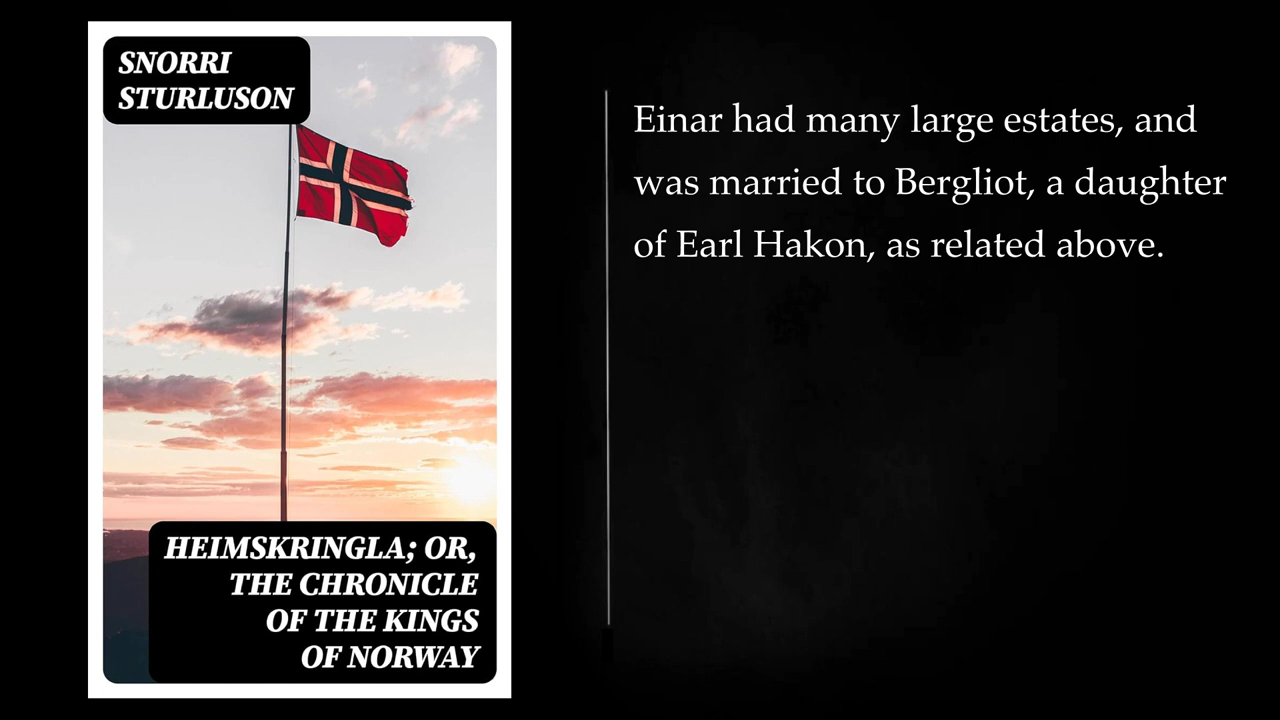 SNORRI
STURLUSON
HEIMSKRINGLA; OR,
THE CHRONICLE
OF THE KINGS
OF NORWAY
Einar had many large estates, and
was married to Bergliot, a daughter
of Earl Hakon, as related above.